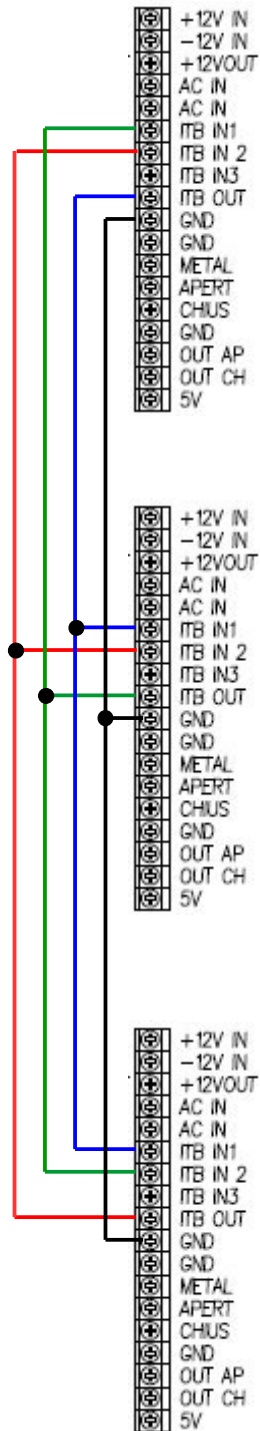 +12V IN
-12V IN
+12VOUT
AC IN
AC IN
ITB IN1
ITB IN 2
ITB IN3
ITB OUT
GND
GND
METAL
APERT
CHIUS
GND
OUT AP
OUT CH
5V
+12V IN
-12V IN
+12VOUT
AC IN
AC IN
ITB IN1
ITB IN 2
ITB IN3
ITB OUT
GND
GND
METAL
APERT
CHIUS
GND
OUT AP
OUT CH
5V
+12V IN
-12V IN
+12VOUT
AC IN
AC IN
ITB IN1
ITB IN 2
ITB IN3
ITB OUT
GND
GND
METAL
APERT
CHIUS
GND
OUT AP
OUT CH
5V